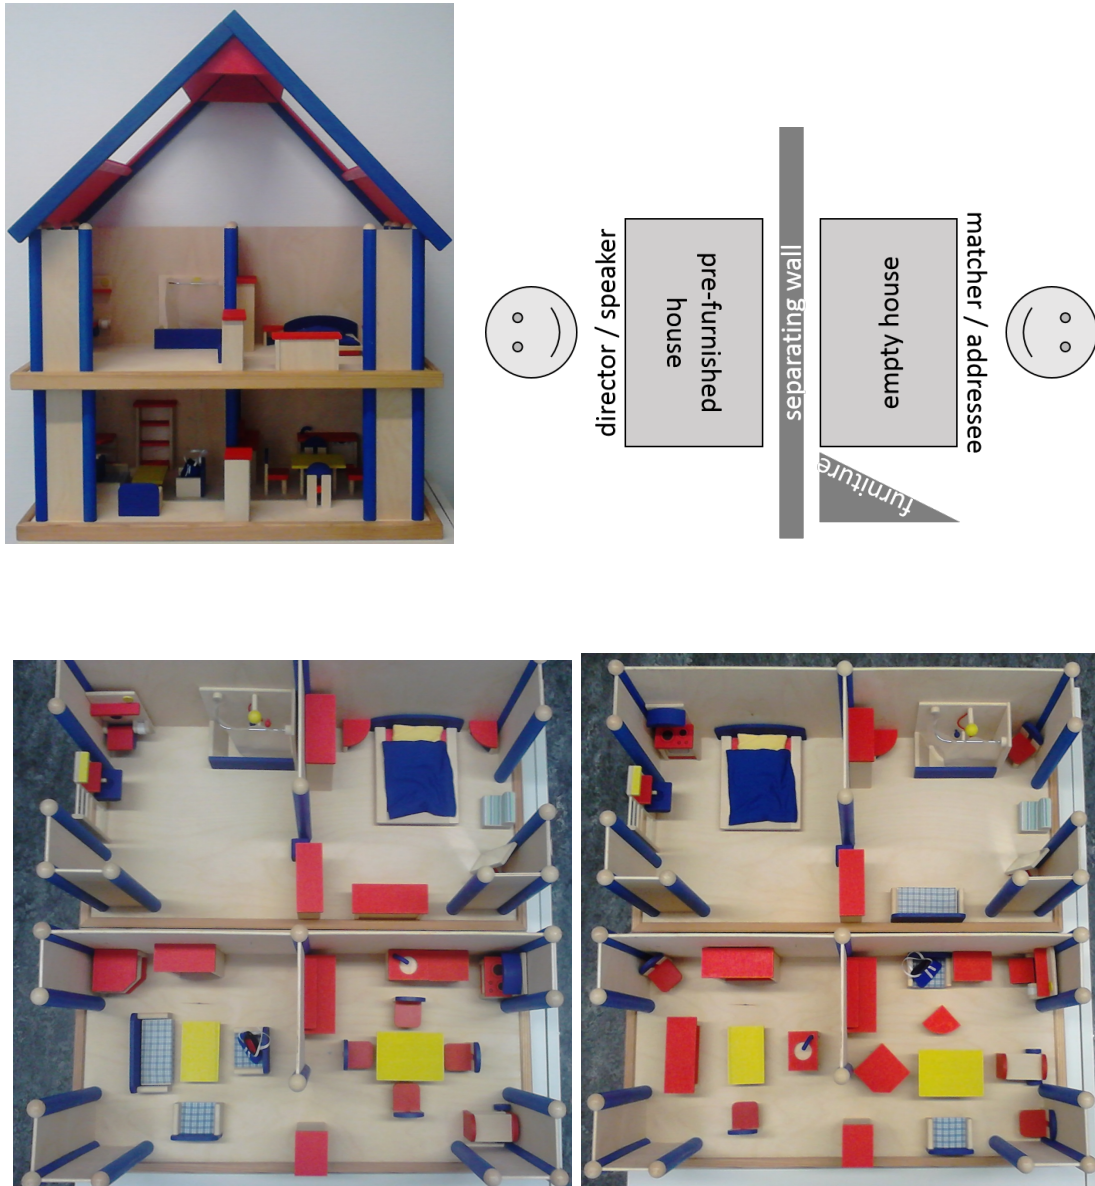 director / speaker
pre-furnished
house
separating wall
empty house
matcher / addressee
furniture